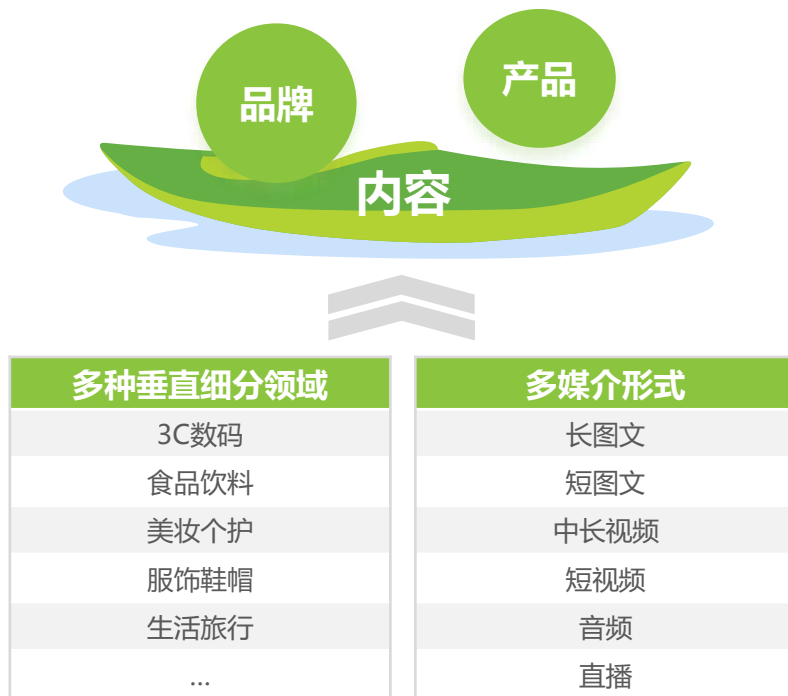 品牌
产品
内容
多种垂直细分领域
3C数码
食品饮料
美妆个护
服饰鞋帽
生活旅行
...
多媒介形式
长图文
短图文
中长视频
短视频
音频
直播